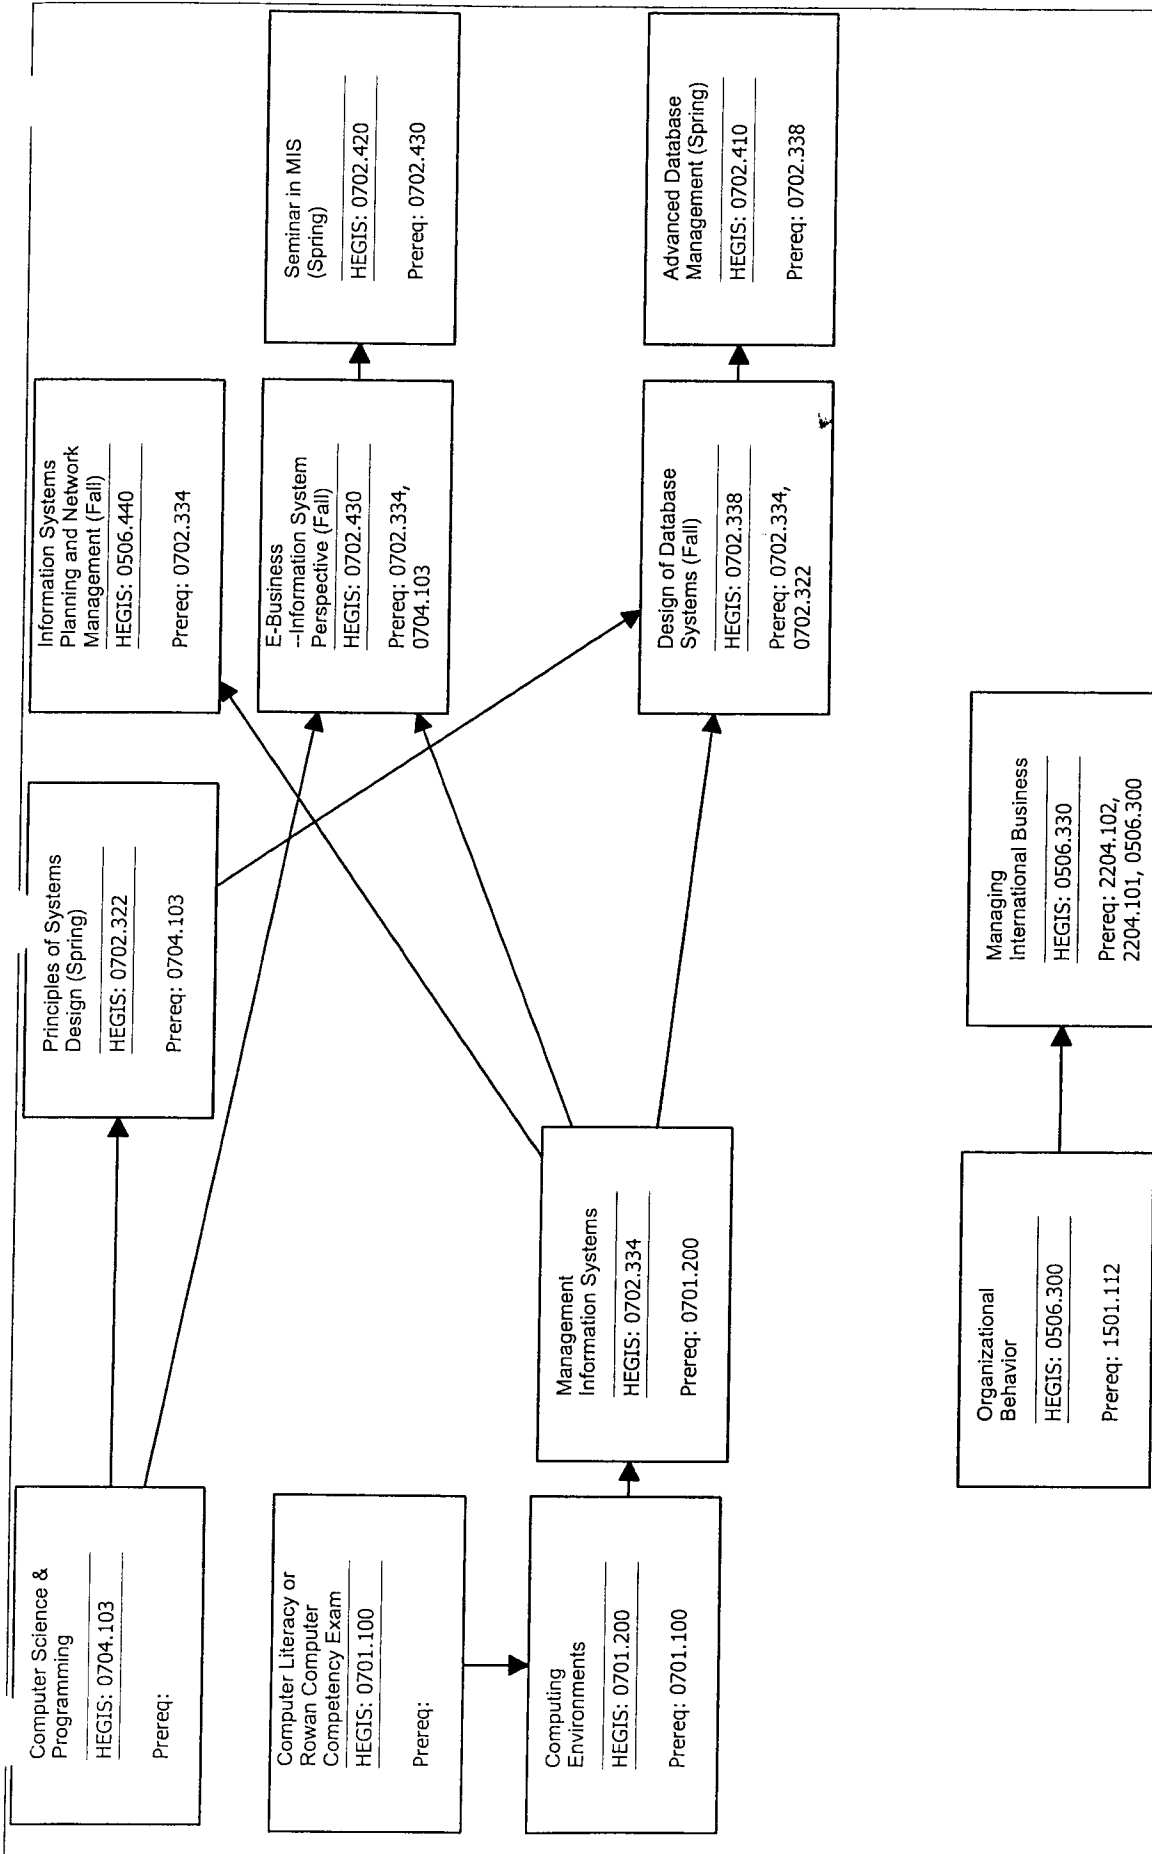 Computer Science &
Programming
HEGIS: 0704.103
Prereq:
Principles of Systems
Design (Spring)
HEGIS: 0702.322
Prereq: 0704.103
Information Systems
Planning and Network
Management (Fall)
HEGIS: 0506.440
Prereq: 0702.334
Computer Literacy or
Rowan Computer
Competency Exam
HEGIS: 0701.100
Prereq:
E-Business
--Information System
Perspective (Fall)
HEGIS: 0702.430
Prereq: 0702.334,
0704.103
Seminar in MIS
(Spring)
HEGIS: 0702.420
Prereq: 0702.430
Computing
Environments
HEGIS: 0701.200
Prereq: 0701.100
Management
Information Systems
HEGIS: 0702.334
Prereq: 0701.200
Design of Database
Systems (Fall)
HEGIS: 0702.338
Prereq: 0702.334,
0702.322
Advanced Database
Management (Spring)
HEGIS: 0702.410
Prereq: 0702.338
Organizational
Behavior
HEGIS: 0506.300
Prereq: 1501.112
Managing
International Business
HEGIS: 0506.330
Prereq: 2204.102,
2204.101, 0506.300